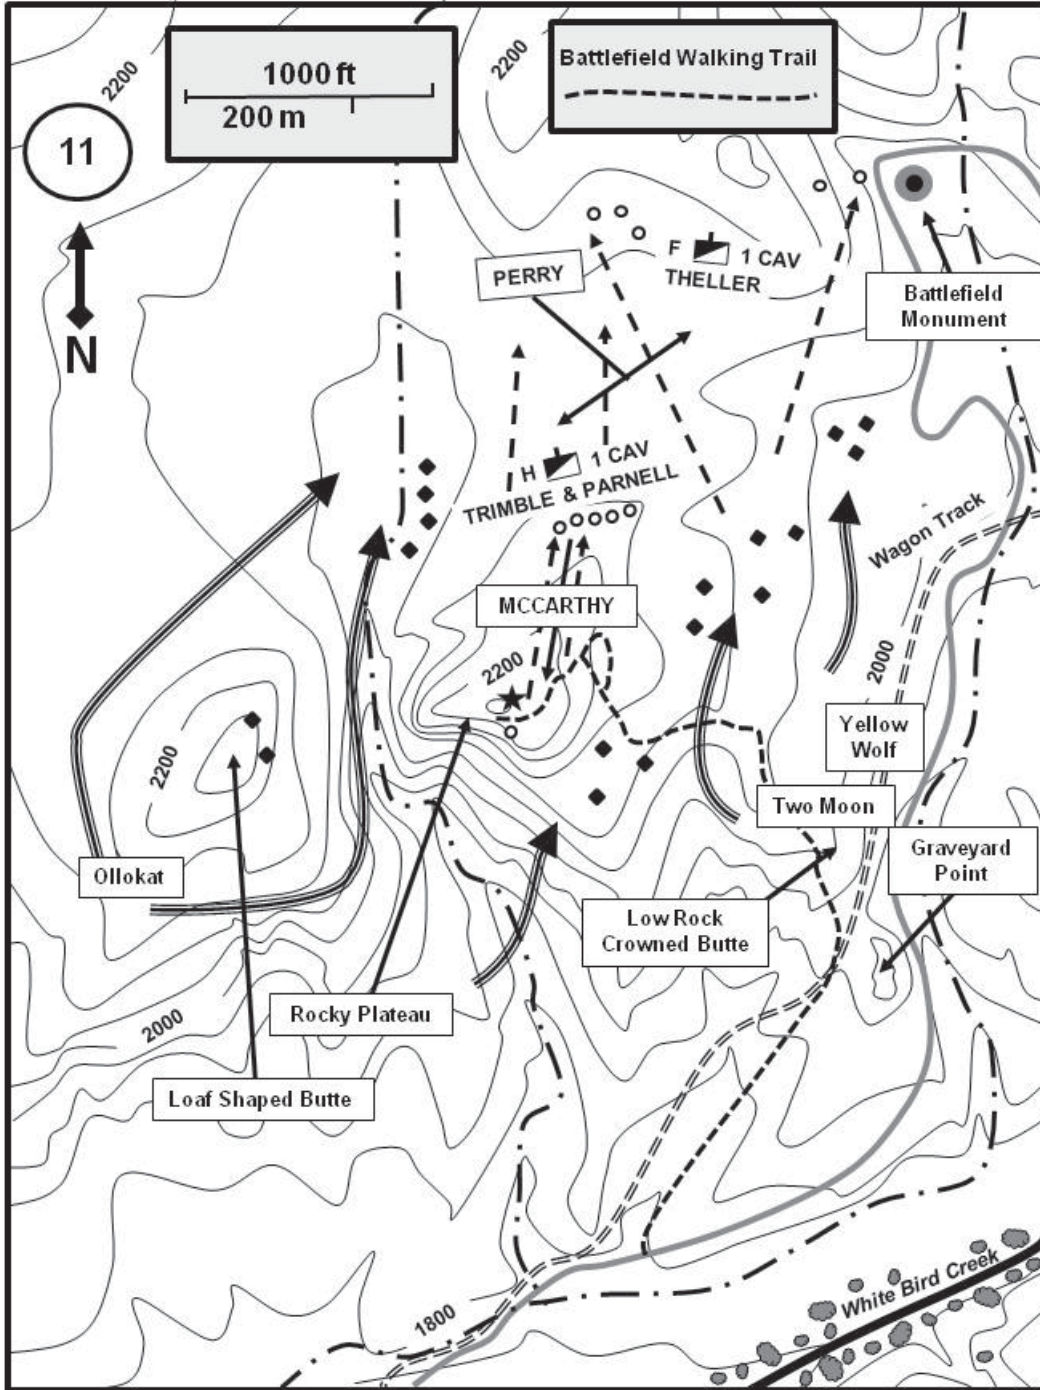 2200
1000 ft
200 m
2200
Battlefield Walking Trail
11
N
PERRY
F 1 CAV
THELLER
Battlefield
Monument
H 1 CAV
TRIMBLE & PARNELL
Wagon Track
MCCARTHY
2200
2000
2200
Yellow
Wolf
Two Moon
Ollokat
Graveyard
Point
Low Rock
Crowned Butte
Rocky Plateau
2000
Loaf Shaped Butte
White Bird Creek
1800